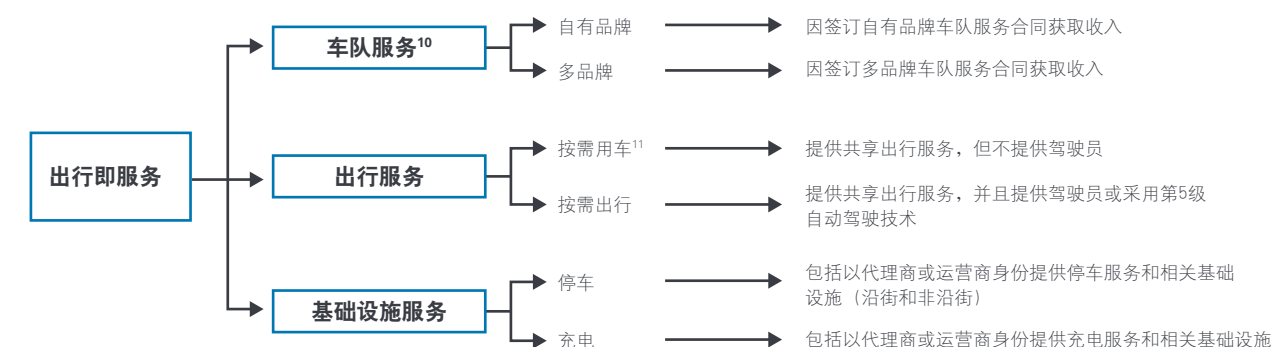 车队服务10
自有品牌
因签订自有品牌车队服务合同获取收入
多品牌
因签订多品牌车队服务合同获取收入
出行即服务
出行服务
按需用车11
提供共享出行服务，但不提供驾驶员
按需出行
提供共享出行服务，并且提供驾驶员或采用第5级
自动驾驶技术
基础设施服务
停车
包括以代理商或运营商身份提供停车服务和相关基础
设施（沿街和非沿街）
充电
包括以代理商或运营商身份提供充电服务和相关基础设施